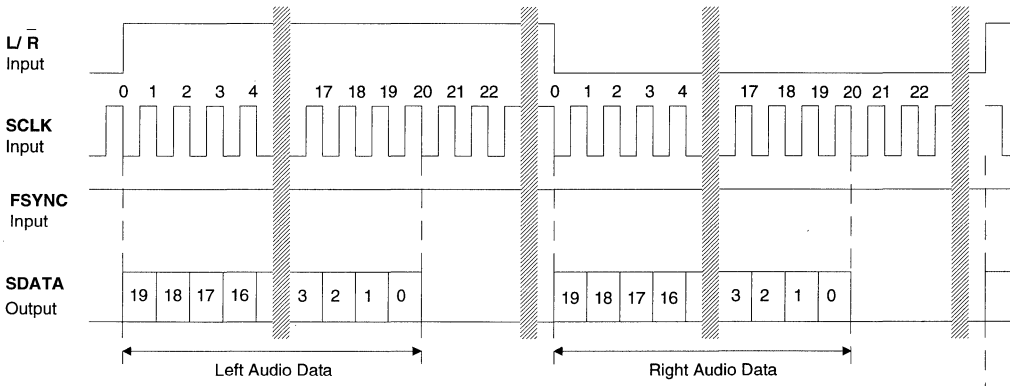 L/R̅
Input
0 1 2 3 4 17 18 19 20 21 22 0 1 2 3 4 17 18 19 20 21 22
SCLK
Input
FSYNC
Input
SDATA
Output
19 18 17 16 3 2 1 0 19 18 17 16 3 2 1 0
Left Audio Data Right Audio Data